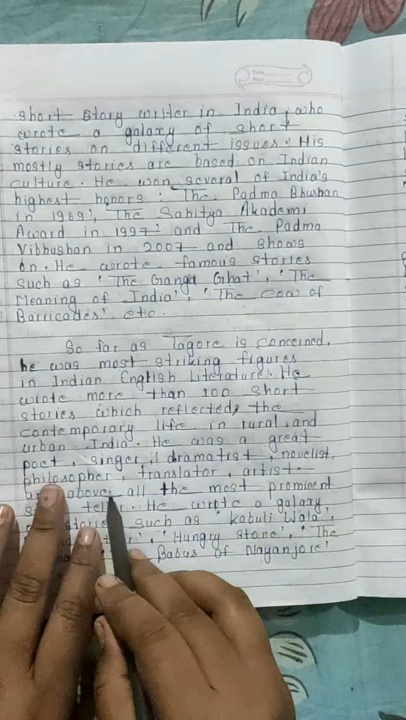 short story writer in India, who
wrote a galaxy of short
stories on different issues. His
mostly stories are based on Indian
culture. He won several of India's
highest honors : The Padma Bhushan
in 1969', The Sahitya Akademi
Award in 1997' and The Padma
Vibhushan in 2007 and shows
on. He wrote famous stories
such as 'The Ganga Ghat', 'The
Meaning of India', 'The Cow of
Barricades' etc.
So far as Tagore is concerned,
he was most striking figures
in Indian English Literature. He
wrote more than 100 short
stories which reflected the
contemporary life in rural and
urban India. He was a great
poet, singer, dramatist, novelist,
philosopher, translator, artist.
above all the most prominent
teller. He wrote a galaxy
stories such as 'Kabuli Wala',
'Hungry Stone', 'The
Babus of Nayanjore'